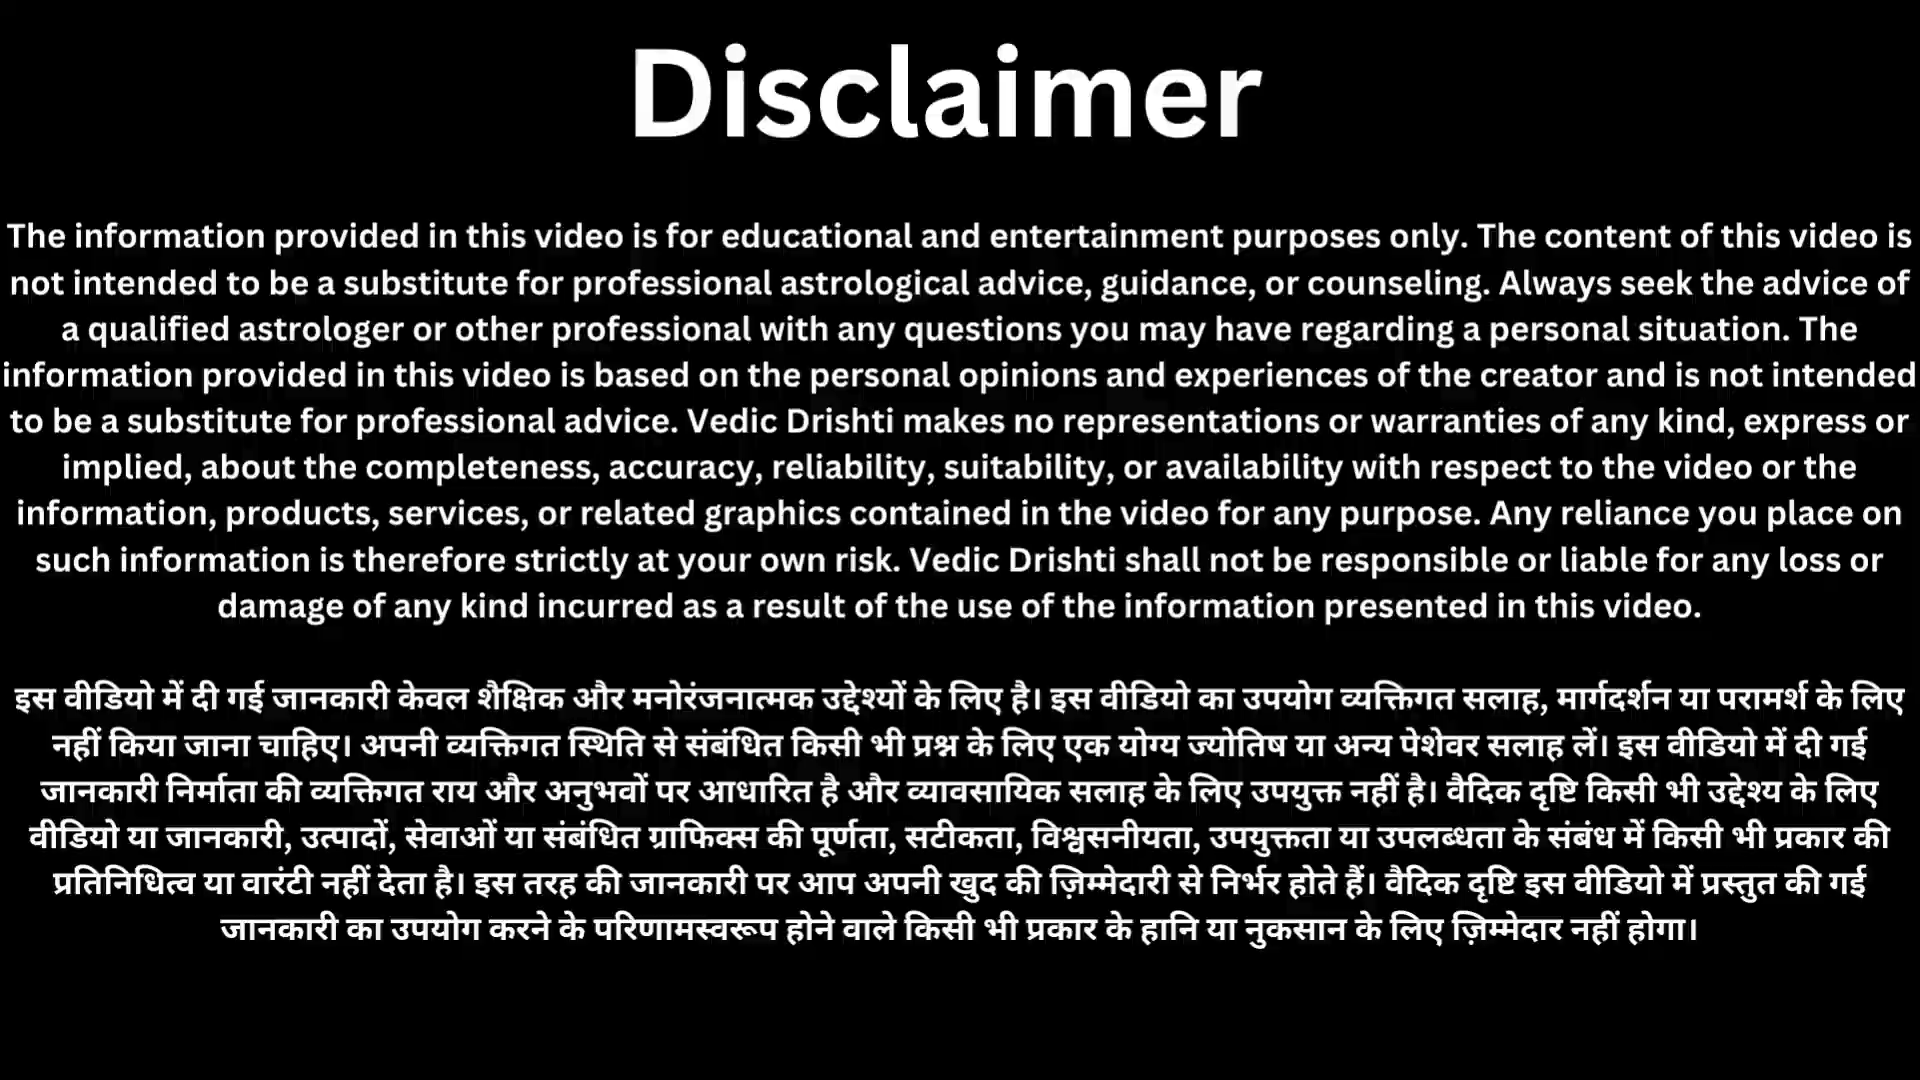 Disclaimer
The information provided in this video is for educational and entertainment purposes only. The content of this video is
not intended to be a substitute for professional astrological advice, guidance, or counseling. Always seek the advice of
a qualified astrologer or other professional with any questions you may have regarding a personal situation. The
information provided in this video is based on the personal opinions and experiences of the creator and is not intended
to be a substitute for professional advice. Vedic Drishti makes no representations or warranties of any kind, express or
implied, about the completeness, accuracy, reliability, suitability, or availability with respect to the video or the
information, products, services, or related graphics contained in the video for any purpose. Any reliance you place on
such information is therefore strictly at your own risk. Vedic Drishti shall not be responsible or liable for any loss or
damage of any kind incurred as a result of the use of the information presented in this video.
इस वीडियो में दी गई जानकारी केवल शैक्षिक और मनोरंजनात्मक उद्देश्यों के लिए है। इस वीडियो का उपयोग व्यक्तिगत सलाह, मार्गदर्शन या परामर्श के लिए
नहीं किया जाना चाहिए। अपनी व्यक्तिगत स्थिति से संबंधित किसी भी प्रश्न के लिए एक योग्य ज्योतिष या अन्य पेशेवर सलाह लें। इस वीडियो में दी गई
जानकारी निर्माता की व्यक्तिगत राय और अनुभवों पर आधारित है और व्यावसायिक सलाह के लिए उपयुक्त नहीं है। वैदिक दृष्टि किसी भी उद्देश्य के लिए
वीडियो या जानकारी, उत्पादों, सेवाओं या संबंधित ग्राफिक्स की पूर्णता, सटीकता, विश्वसनीयता, उपयुक्तता या उपलब्धता के संबंध में किसी भी प्रकार की
प्रतिनिधित्व या वारंटी नहीं देता है। इस तरह की जानकारी पर आप अपनी खुद की ज़िम्मेदारी से निर्भर होते हैं। वैदिक दृष्टि इस वीडियो में प्रस्तुत की गई
जानकारी का उपयोग करने के परिणामस्वरूप होने वाले किसी भी प्रकार के हानि या नुकसान के लिए ज़िम्मेदार नहीं होगा।